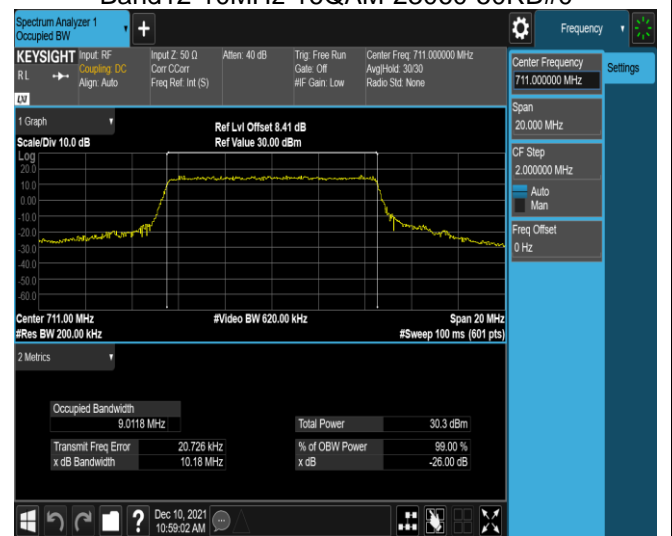 Spectrum Analyzer 1
Occupied BW
Frequency
KEYSIGHT
RL
Input: RF
Coupling: DC
Align: Auto
Input Z: 50 Ω
Corr CCorr
Freq Ref: Int (S)
Atten: 40 dB
Trig: Free Run
Gate: Off
#IF Gain: Low
Center Freq: 711.000000 MHz
Avg|Hold: 30/30
Radio Std: None
Center Frequency
711.000000 MHz
Settings
Span
20.000 MHz
CF Step
2.000000 MHz
Auto
Man
Freq Offset
0 Hz
1 Graph
Scale/Div 10.0 dB
Ref Lvl Offset 8.41 dB
Ref Value 30.00 dBm
Log
20.0
10.0
0.00
-10.0
-20.0
-30.0
-40.0
-50.0
-60.0
Center 711.00 MHz
#Video BW 620.00 kHz
Span 20 MHz
#Res BW 200.00 kHz
#Sweep 100 ms (601 pts)
2 Metrics
Occupied Bandwidth
9.0118 MHz
Total Power 30.3 dBm
Transmit Freq Error 20.726 kHz
% of OBW Power 99.00 %
x dB Bandwidth 10.18 MHz
x dB -26.00 dB
Dec 10, 2021
10:59:02 AM